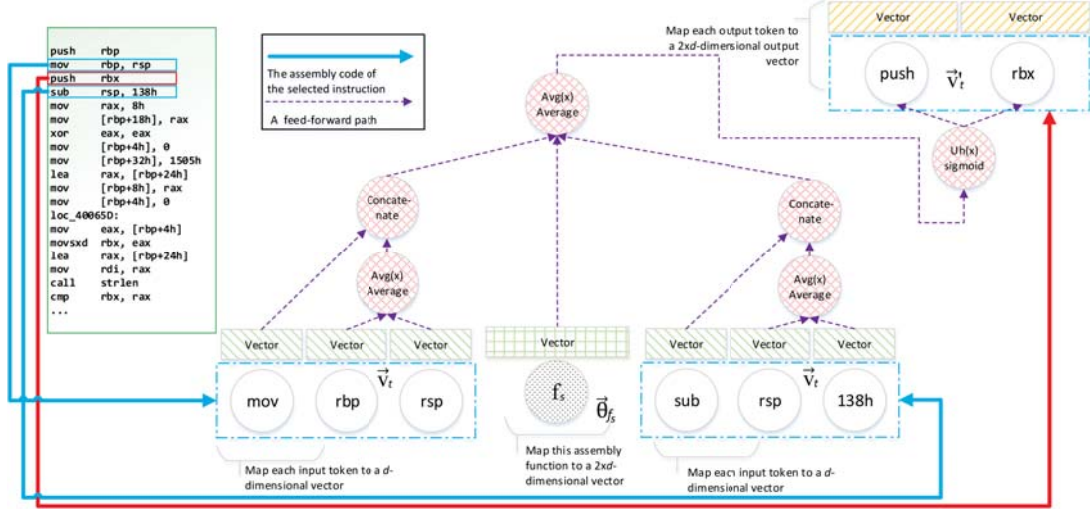 push rbp
mov rbp, rsp
push rbx
sub rsp, 138h
mov rax, 8h
mov [rbp+18h], rax
xor eax, eax
mov [rbp+4h], 0
mov [rbp+32h], 1505h
lea rax, [rbp+24h]
mov [rbp+8h], rax
mov [rbp+4h], 0
loc_40065D:
mov eax, [rbp+4h]
movsxd rbx, eax
lea rax, [rbp+24h]
mov rdi, rax
call strlen
cmp rbx, rax
...
The assembly code of
the selected instruction
A feed-forward path
Map each output token to
a 2xd-dimensional output
vector
Vector Vector
push v⃗'t rbx
Uh(x)
sigmoid
Avg(x)
Average
Concate-
nate
Concate-
nate
Avg(x)
Average
Avg(x)
Average
Vector Vector Vector
mov rbp v⃗t rsp
Map each input token to a d-
dimensional vector
Vector
fs θ⃗fs
Map this assembly
function to a 2xd-
dimensional vector
Vector Vector Vector
sub rsp v⃗t 138h
Map each input token to a d-
dimensional vector